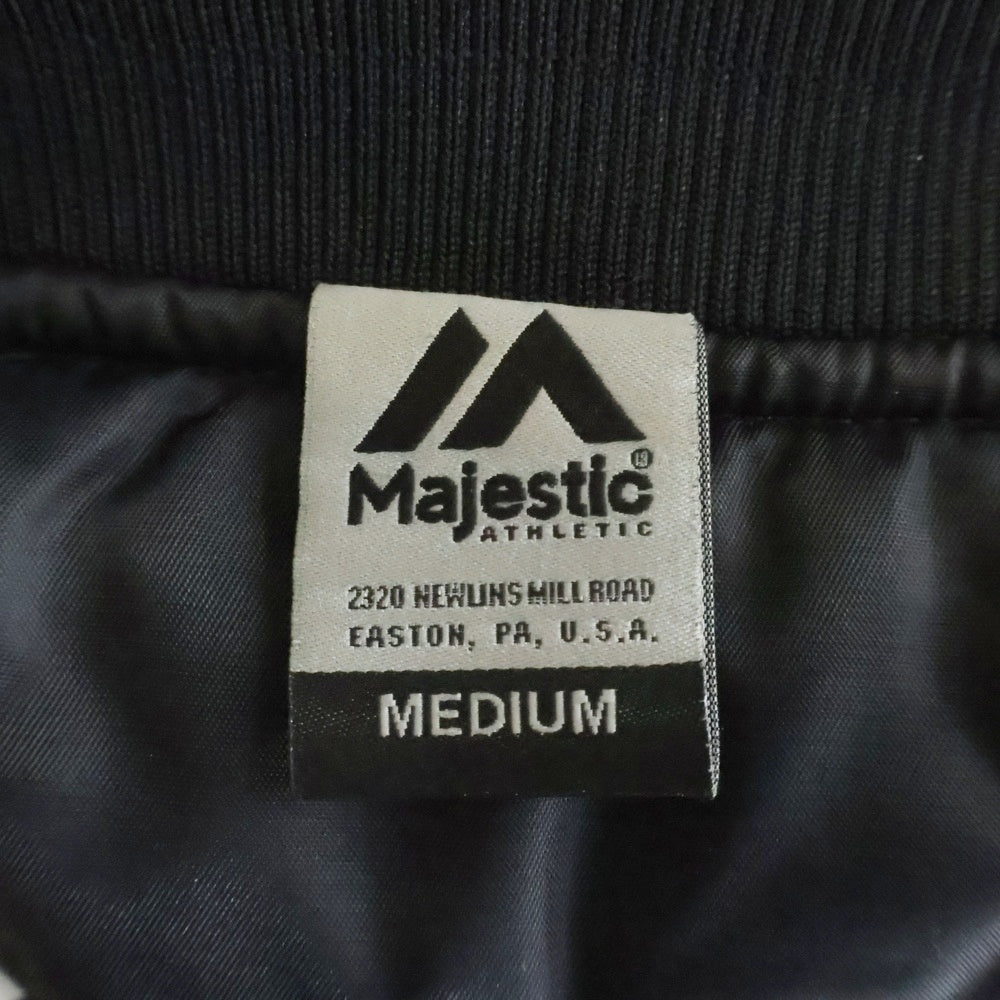 Majestic®
ATHLETIC
2320 NEWLINS MILL ROAD
EASTON, PA, U.S.A.
MEDIUM